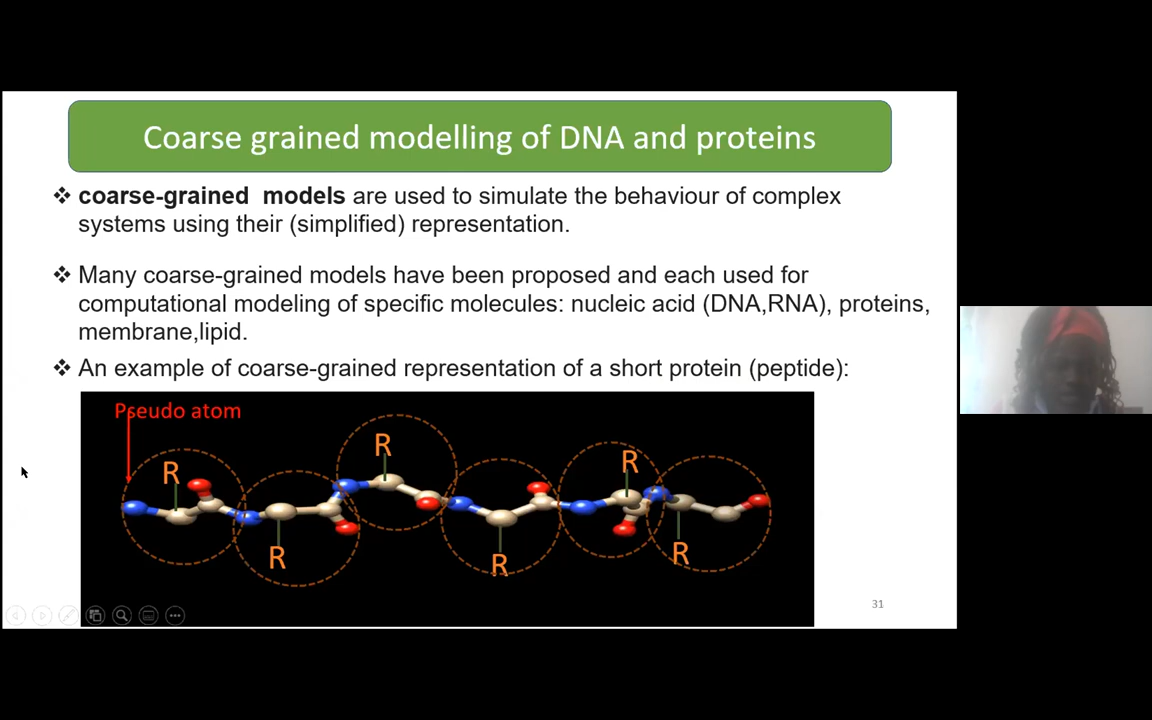 Coarse grained modelling of DNA and proteins
❖ coarse-grained models are used to simulate the behaviour of complex
systems using their (simplified) representation.
❖ Many coarse-grained models have been proposed and each used for
computational modeling of specific molecules: nucleic acid (DNA,RNA), proteins,
membrane,lipid.
❖ An example of coarse-grained representation of a short protein (peptide):
Pseudo atom
R
R
R
R
R
R
31